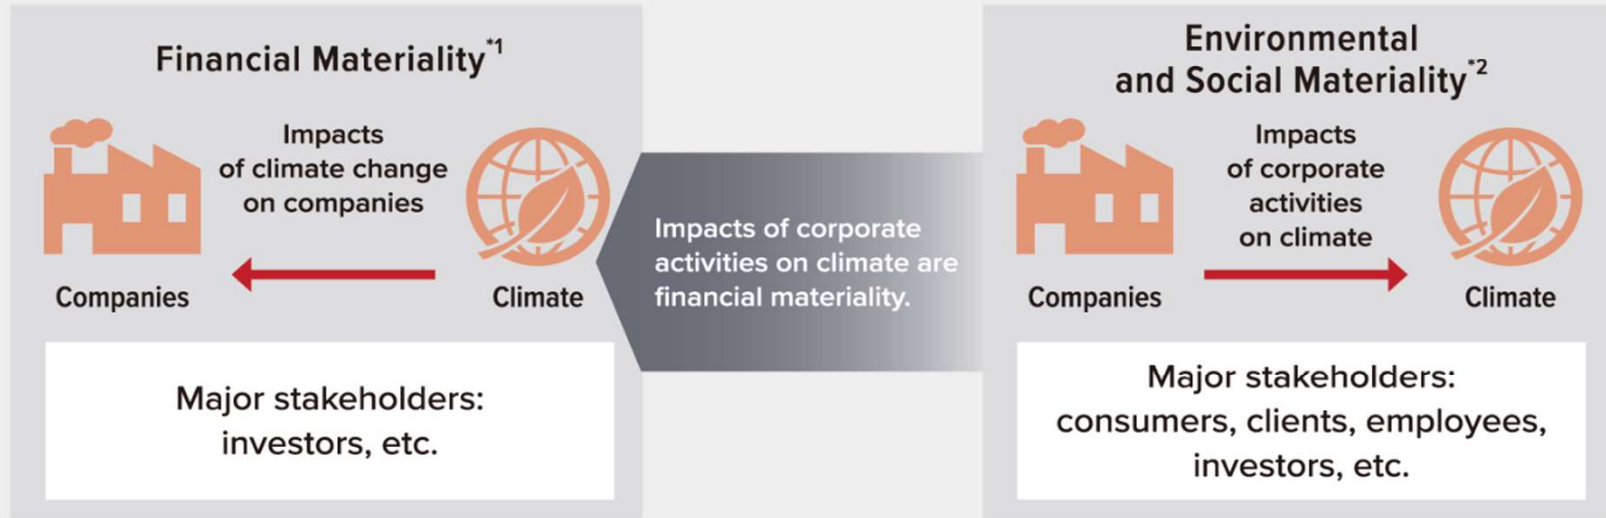 Financial Materiality*1
Impacts
of climate change
on companies
Companies
Climate
Major stakeholders:
investors, etc.
Impacts of corporate
activities on climate are
financial materiality.
Environmental
and Social Materiality*2
Impacts
of corporate
activities
on climate
Companies
Climate
Major stakeholders:
consumers, clients, employees,
investors, etc.